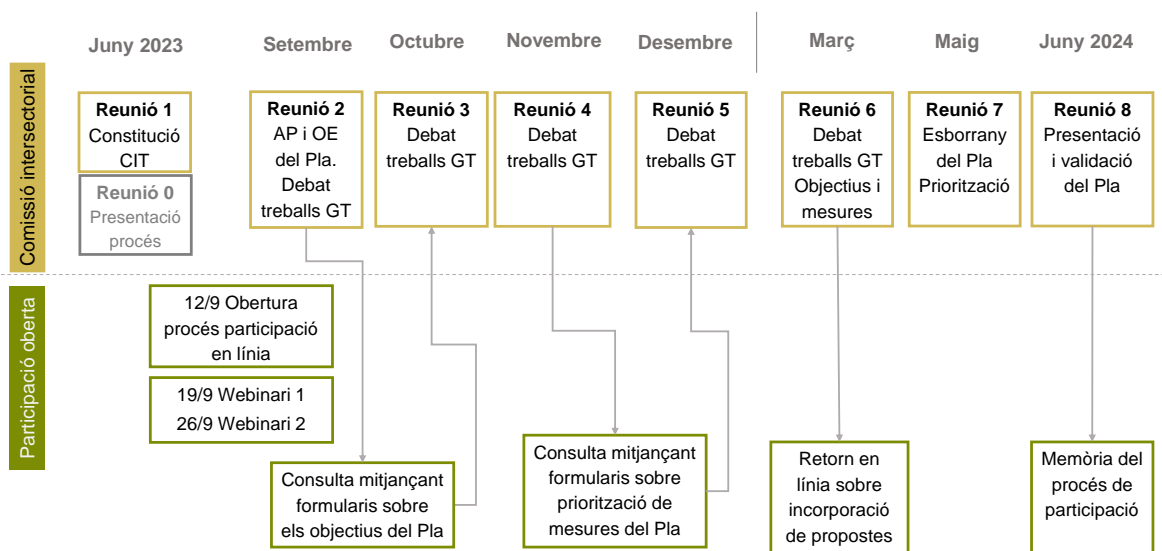 Juny 2023
Setembre
Octubre
Novembre
Desembre
Març
Maig
Juny 2024
Comissió intersectorial
Reunió 1
Constitució
CIT
Reunió 0
Presentació
procés
Reunió 2
AP i OE
del Pla.
Debat
treballs GT
Reunió 3
Debat
treballs GT
Reunió 4
Debat
treballs GT
Reunió 5
Debat
treballs GT
Reunió 6
Debat
treballs GT
Objectius i
mesures
Reunió 7
Esborrany
del Pla
Priorització
Reunió 8
Presentació
i validació
del Pla
Participació oberta
12/9 Obertura
procés participació
en línia
19/9 Webinari 1
26/9 Webinari 2
Consulta mitjançant
formularis sobre
els objectius del Pla
Consulta mitjançant
formularis sobre
priorització de
mesures del Pla
Retorn en
línia sobre
incorporació
de propostes
Memòria del
procés de
participació